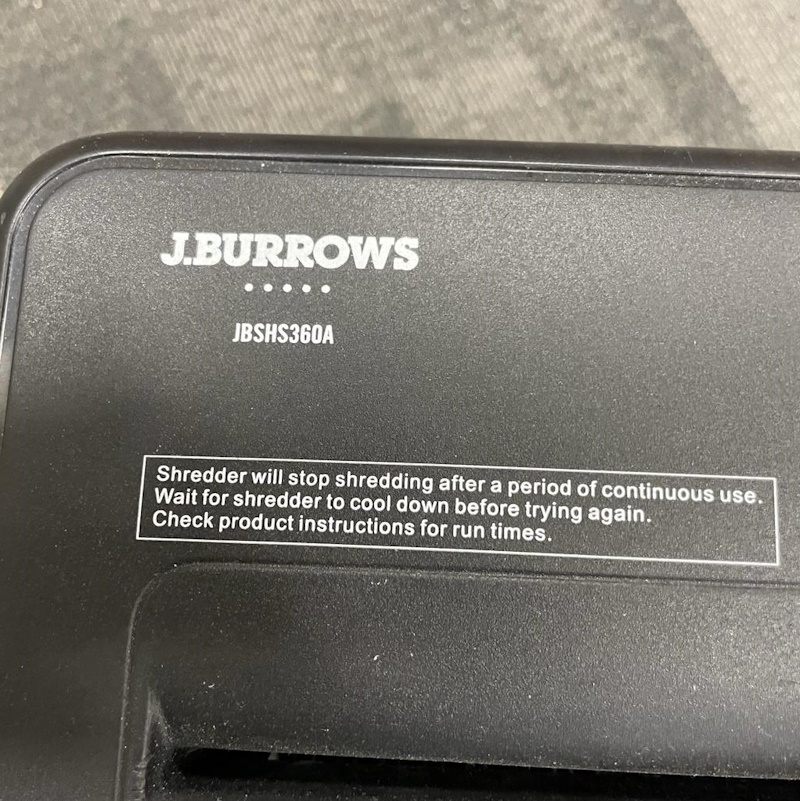 J.BURROWS
JBSHS360A
Shredder will stop shredding after a period of continuous use.
Wait for shredder to cool down before trying again.
Check product instructions for run times.